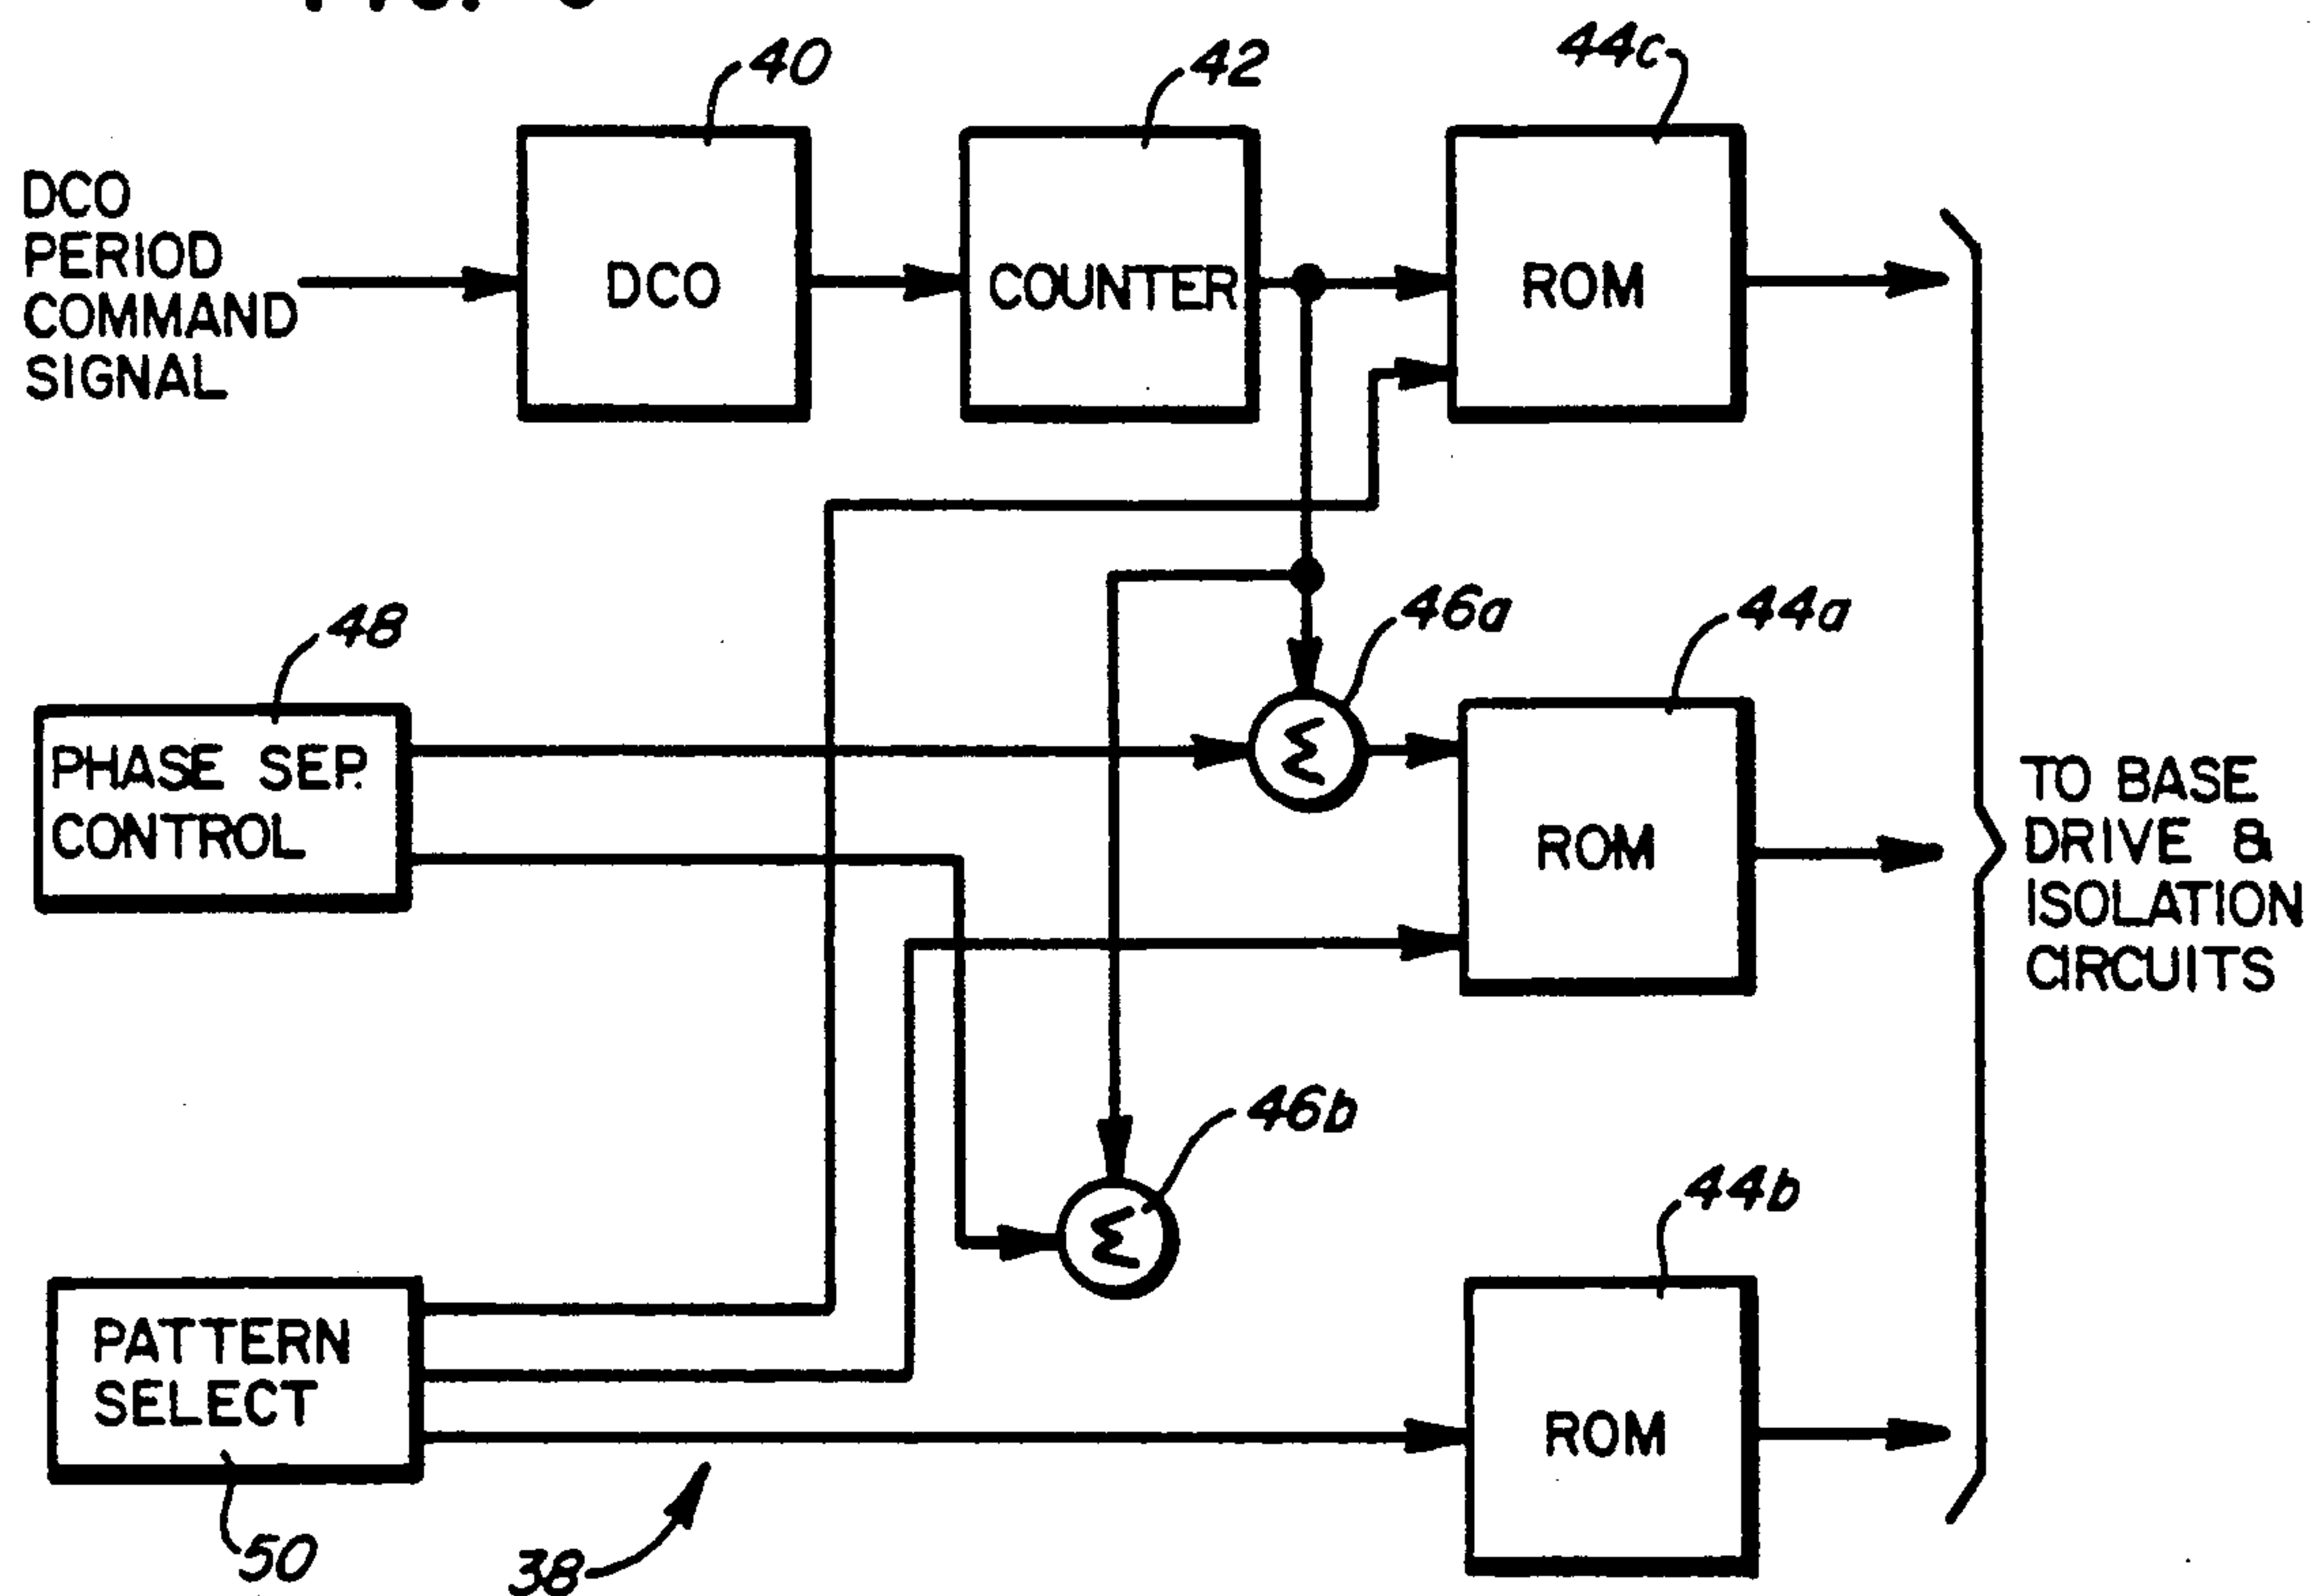 40
42
44c
DCO
PERIOD
COMMAND
SIGNAL
DCO
COUNTER
ROM
48
46a
44a
PHASE SEP.
CONTROL
Σ
ROM
TO BASE
DRIVE &
ISOLATION
CIRCUITS
46b
44b
Σ
PATTERN
SELECT
ROM
50
38